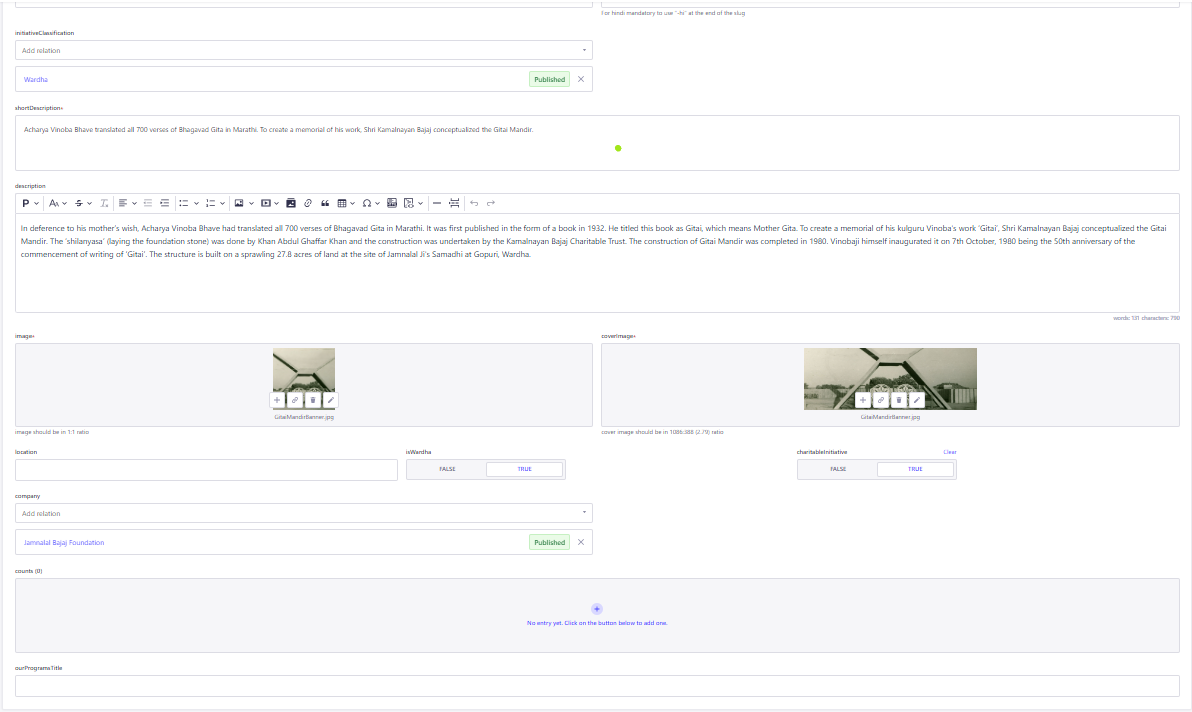 For hindi mandatory to use "-hi" at the end of the slug
initiativeClassification
Add relation
Wardha
Published
shortDescription*
Acharya Vinoba Bhave translated all 700 verses of Bhagavad Gita in Marathi. To create a memorial of his work, Shri Kamalnayan Bajaj conceptualized the Gitai Mandir.
description
In deference to his mother's wish, Acharya Vinoba Bhave had translated all 700 verses of Bhagavad Gita in Marathi. It was first published in the form of a book in 1932. He titled this book as Gitai, which means Mother Gita. To create a memorial of his kulguru Vinoba's work 'Gitai', Shri Kamalnayan Bajaj conceptualized the Gitai
Mandir. The 'shilanyasa' (laying the foundation stone) was done by Khan Abdul Ghaffar Khan and the construction was undertaken by the Kamalnayan Bajaj Charitable Trust. The construction of Gitai Mandir was completed in 1980. Vinobaji himself inaugurated it on 7th October, 1980 being the 50th anniversary of the
commencement of writing of 'Gitai'. The structure is built on a sprawling 27.8 acres of land at the site of Jamnalal Ji's Samadhi at Gopuri, Wardha.
words: 131 characters: 790
image*
coverImage*
GitaiMandirBanner.jpg
GitaiMandirBanner.jpg
image should be in 1:1 ratio
cover image should be in 1086:388 (2.79) ratio
location
isWardha
charitableInitiative
Clear
FALSE
TRUE
FALSE
TRUE
company
Add relation
Jamnalal Bajaj Foundation
Published
counts (0)
No entry yet. Click on the button below to add one.
ourProgramsTitle